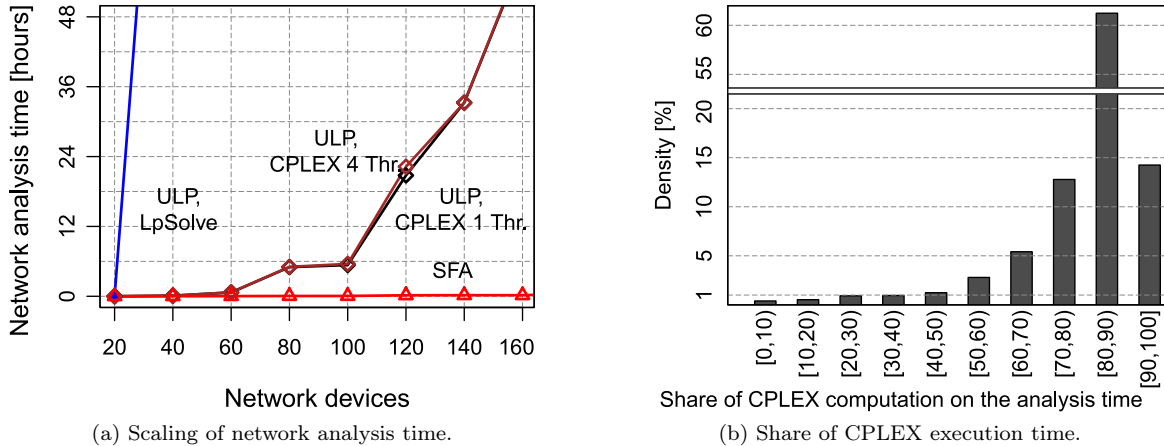 Network analysis time [hours]
48
36
24
12
0
ULP,
LpSolve
ULP,
CPLEX 4 Thr.
ULP,
CPLEX 1 Thr.
SFA
20 40 60 80 100 120 140 160
Network devices
(a) Scaling of network analysis time.
Density [%]
60
55
20
15
10
5
1
[0,10) [10,20) [20,30) [30,40) [40,50) [50,60) [60,70) [70,80) [80,90) [90,100]
Share of CPLEX computation on the analysis time
(b) Share of CPLEX execution time.